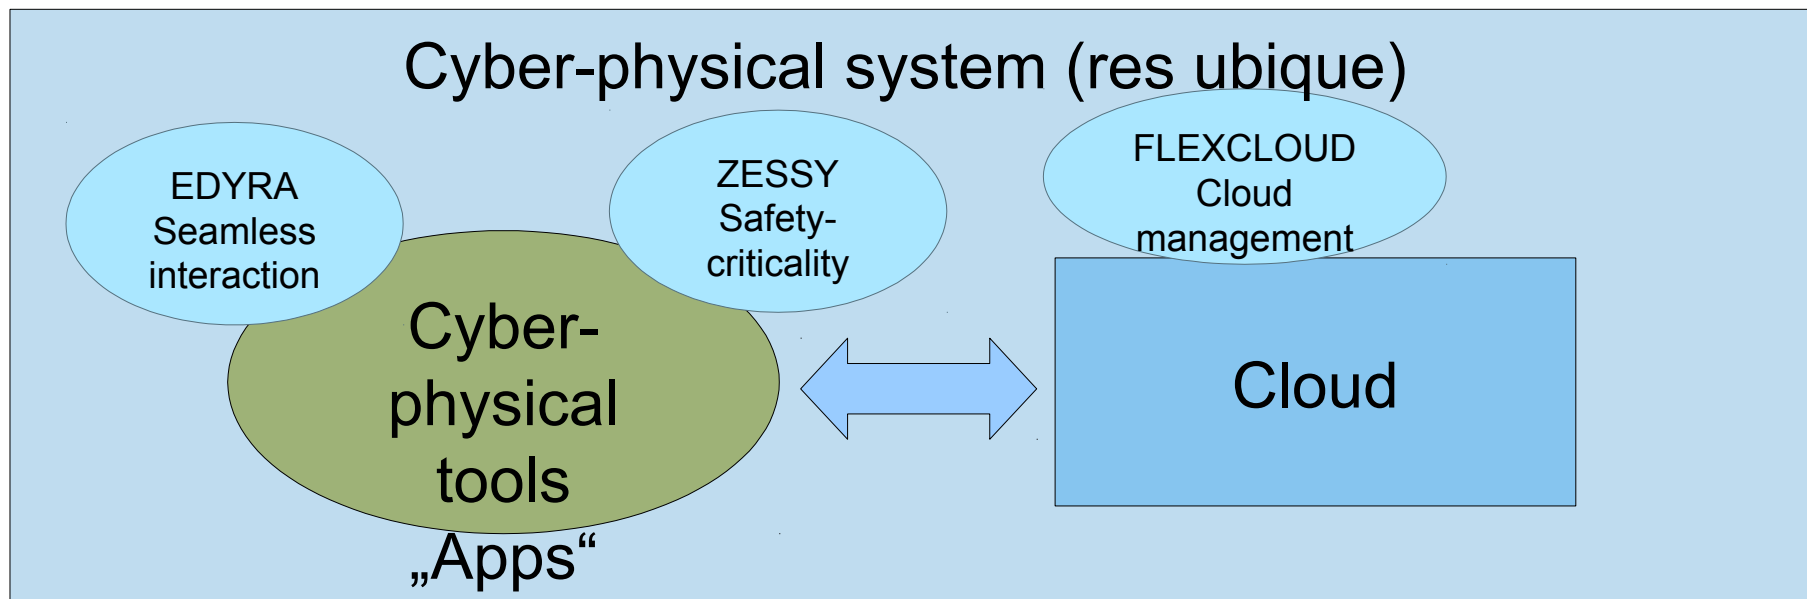 Cyber-physical system (res ubique)
EDYRA
Seamless
interaction
ZESSY
Safety-
criticality
FLEXCLOUD
Cloud
management
Cyber-
physical
tools
„Apps“
Cloud